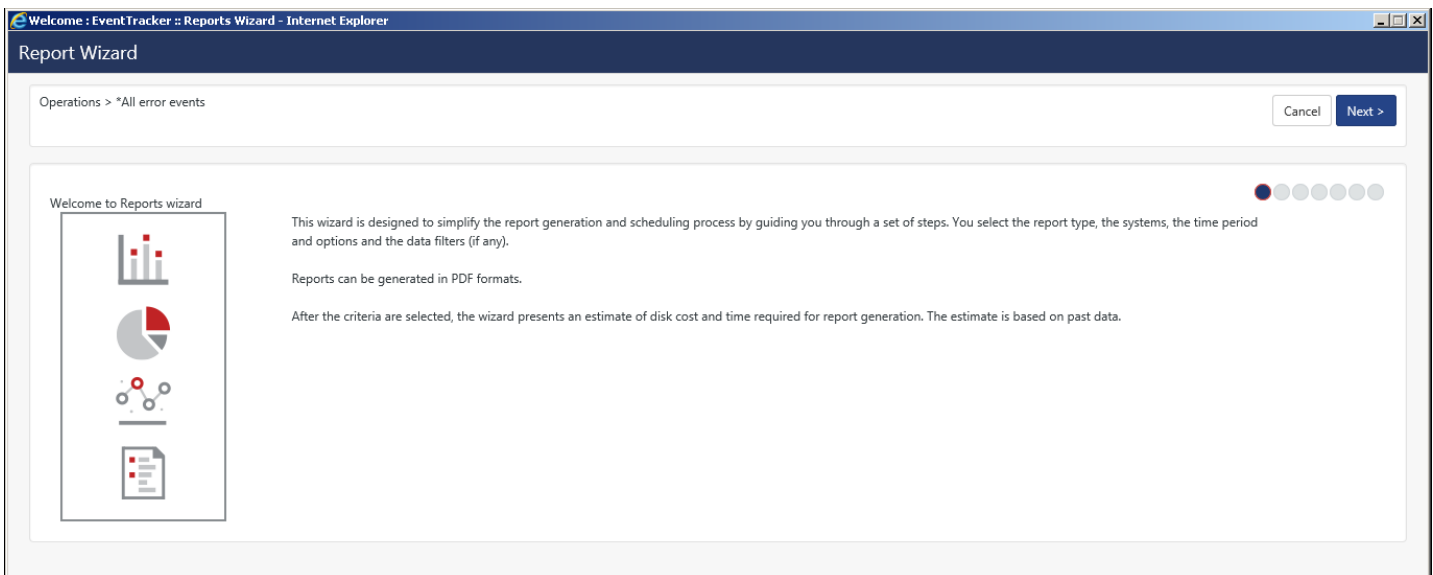 Welcome : EventTracker :: Reports Wizard - Internet Explorer
Report Wizard
Operations > *All error events
Cancel
Next >
Welcome to Reports wizard
This wizard is designed to simplify the report generation and scheduling process by guiding you through a set of steps. You select the report type, the systems, the time period
and options and the data filters (if any).
Reports can be generated in PDF formats.
After the criteria are selected, the wizard presents an estimate of disk cost and time required for report generation. The estimate is based on past data.